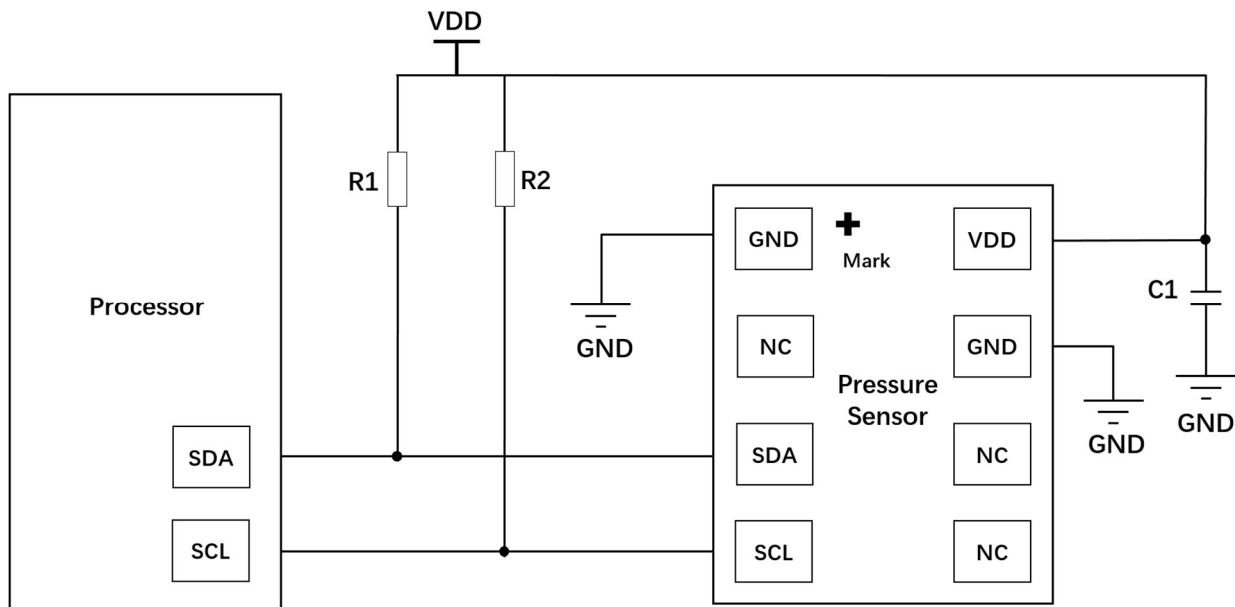 VDD
R1
R2
Processor
SDA
SCL
GND
Mark
VDD
NC
GND
Pressure
Sensor
SDA
NC
SCL
NC
GND
GND
C1
GND